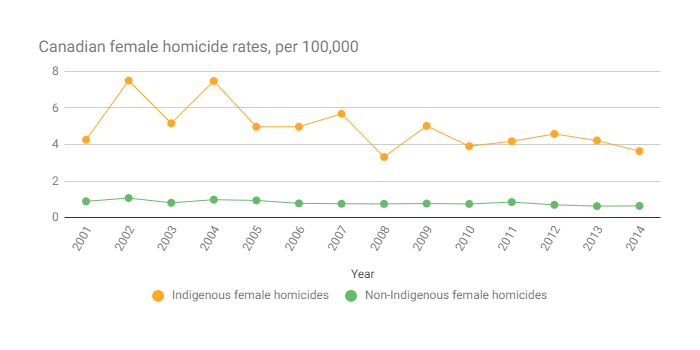 Canadian female homicide rates, per 100,000
8
6
4
2
0
2001 2002 2003 2004 2005 2006 2007 2008 2009 2010 2011 2012 2013 2014
Year
Indigenous female homicides Non-Indigenous female homicides